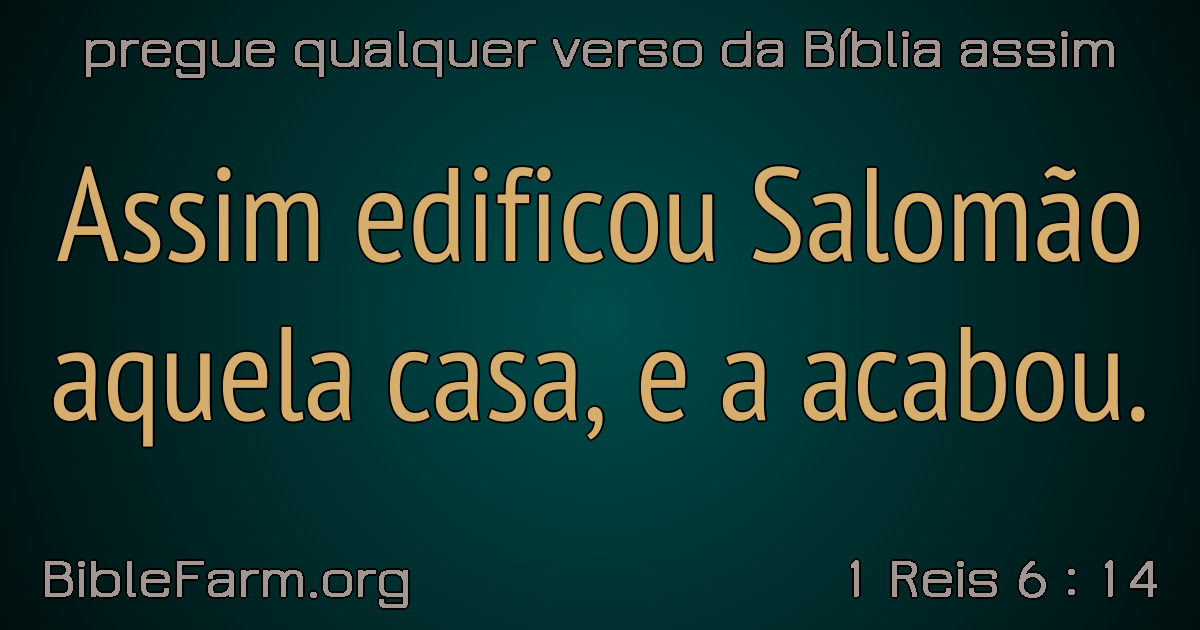 pregue qualquer verso da Bíblia assim
Assim edificou Salomão
aquela casa, e a acabou.
BibleFarm.org
1 Reis 6 : 14